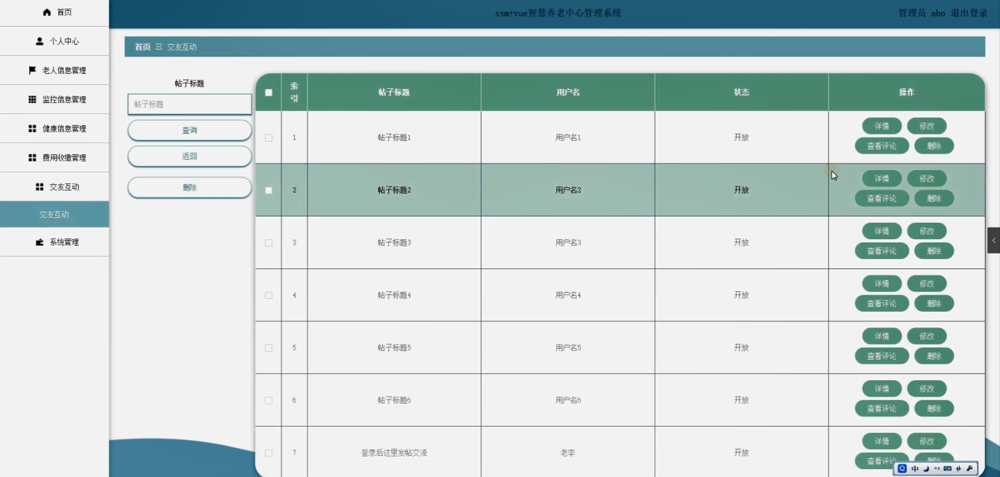 首页
ssm+vue智慧养老中心管理系统
管理员 abo 退出登录
个人中心
老人信息管理
监控信息管理
健康信息管理
费用收缴管理
交友互动
交友互动
系统管理
首页 交友互动
帖子标题
帖子标题
查询
返回
删除
索引 帖子标题 用户名 状态 操作
1 帖子标题1 用户名1 开放 详情 修改
查看评论 删除
2 帖子标题2 用户名2 开放 详情 修改
查看评论 删除
3 帖子标题3 用户名3 开放 详情 修改
查看评论 删除
4 帖子标题4 用户名4 开放 详情 修改
查看评论 删除
5 帖子标题5 用户名5 开放 详情 修改
查看评论 删除
6 帖子标题6 用户名6 开放 详情 修改
查看评论 删除
7 登录后这里发帖交流 老李 开放 详情 修改
查看评论 删除
中